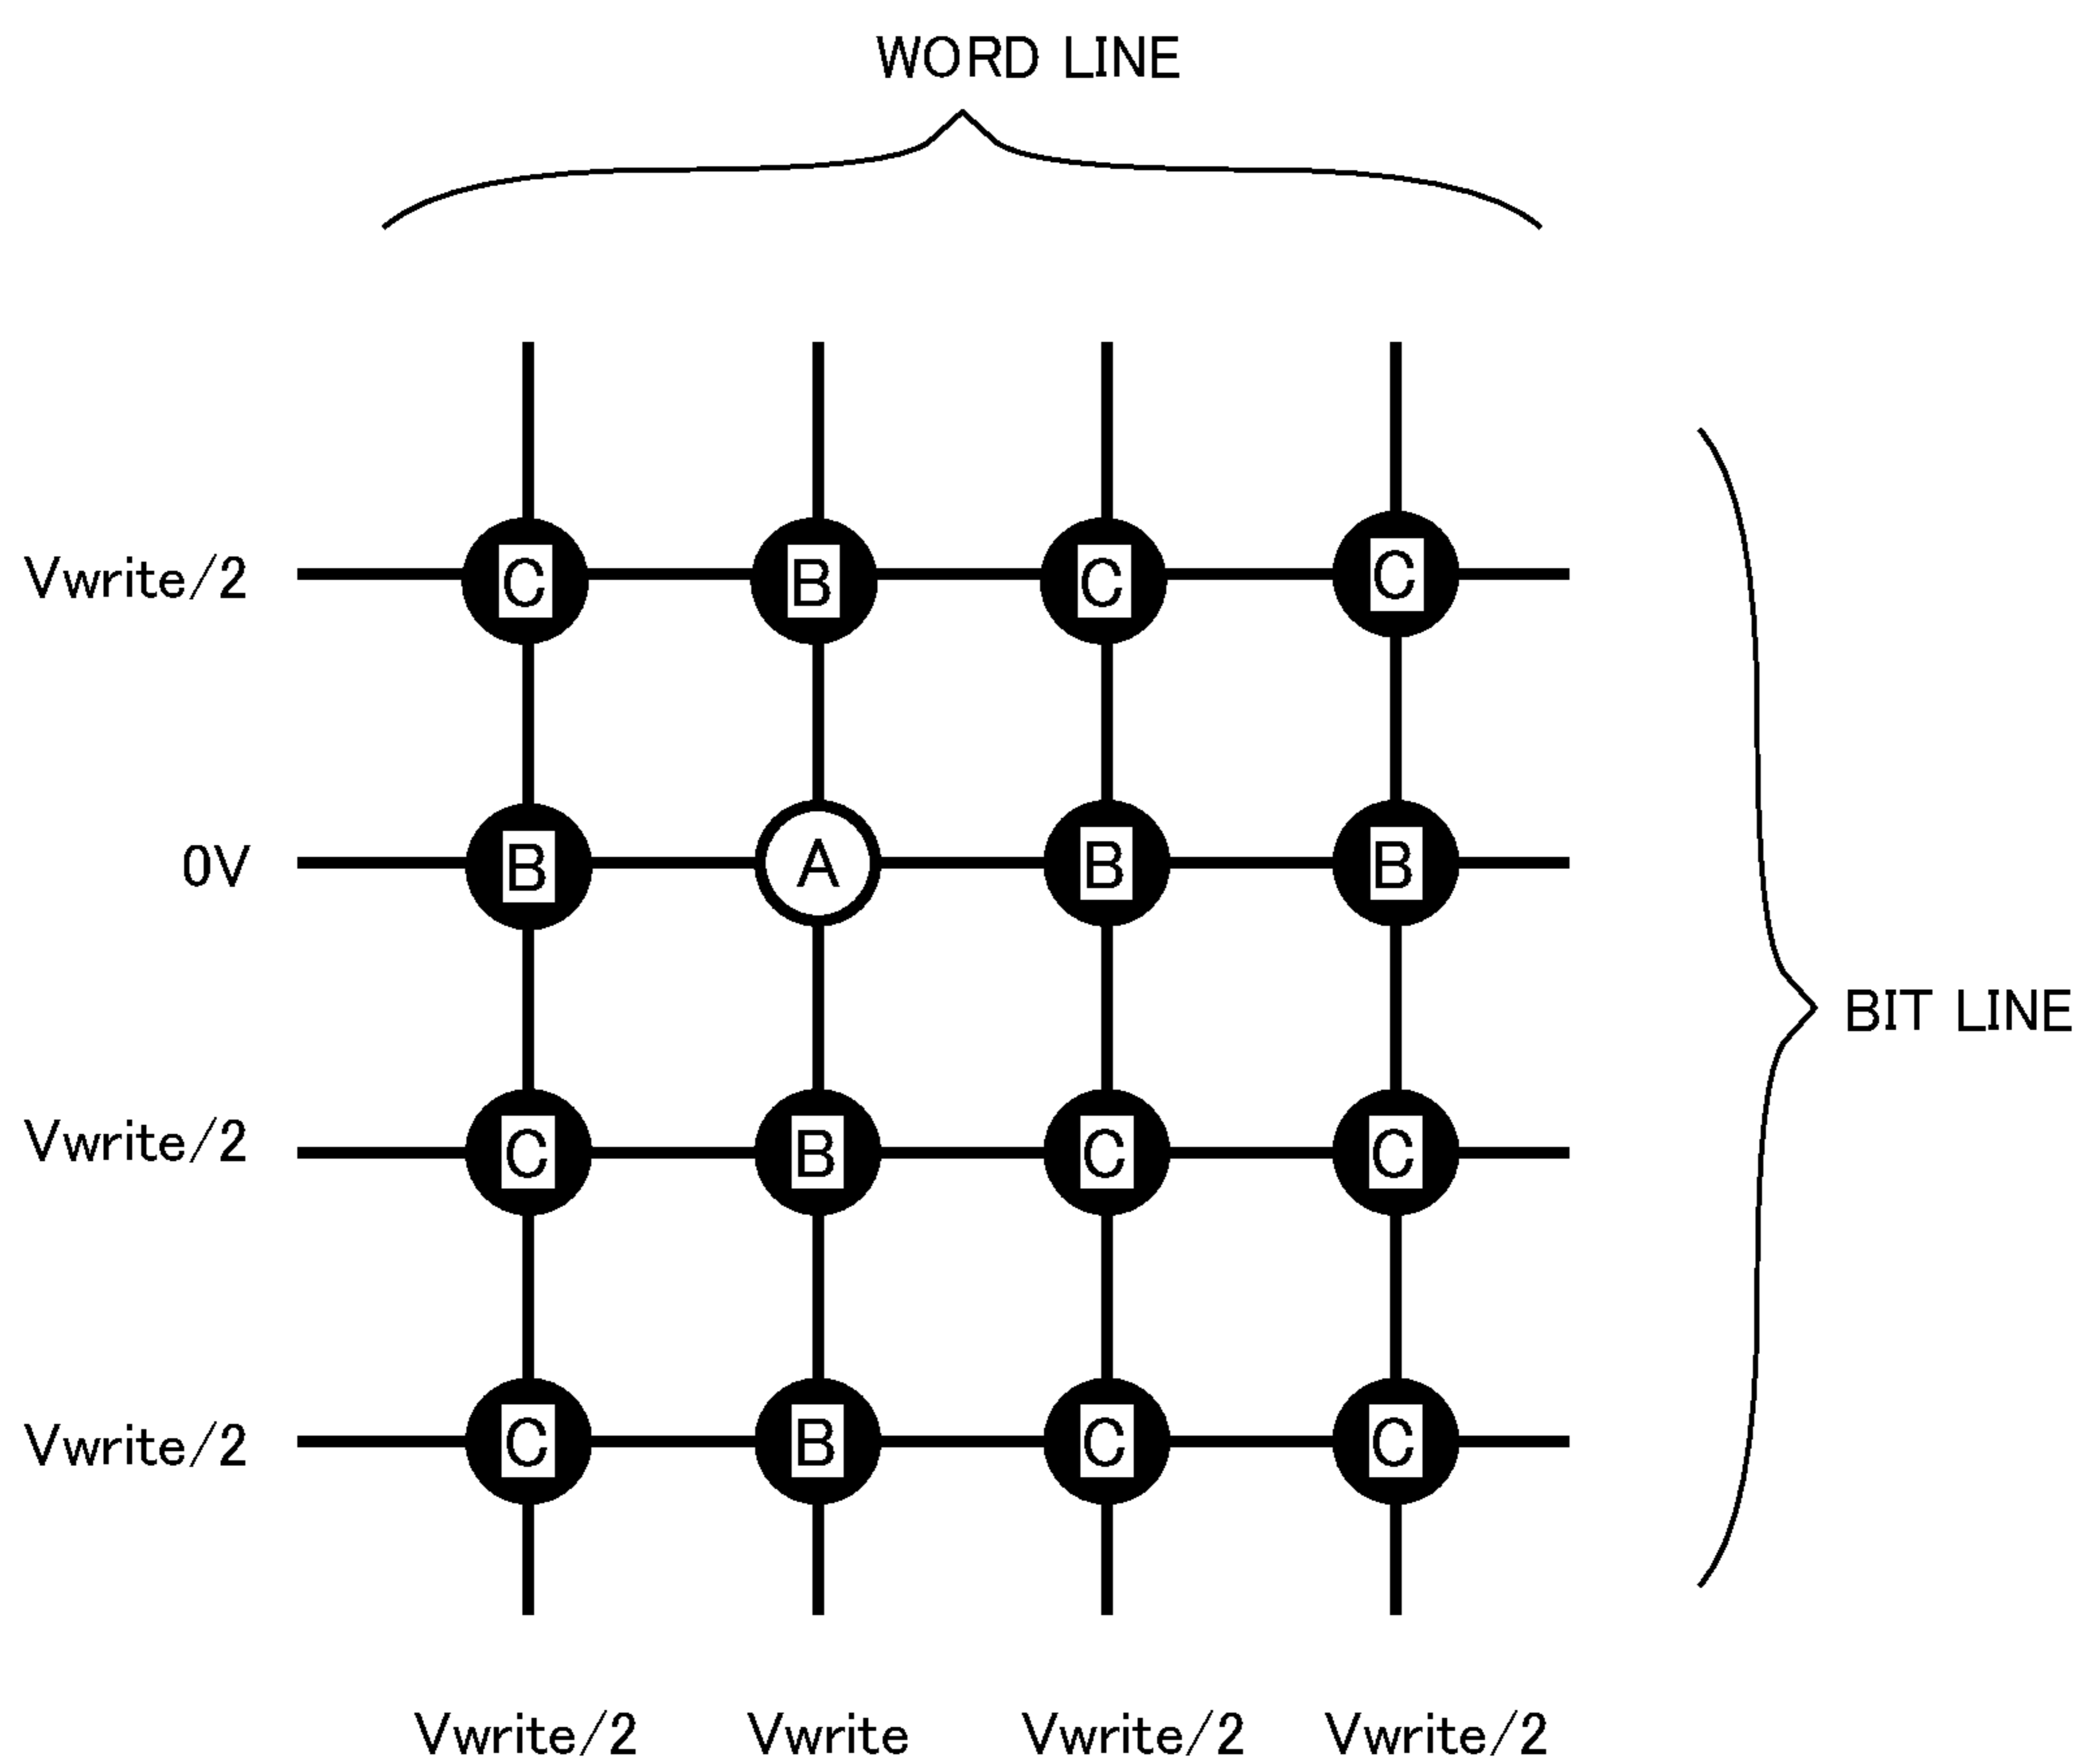 WORD LINE
Vwrite/2 C B C C
0V B A B B
BIT LINE
Vwrite/2 C B C C
Vwrite/2 C B C C
Vwrite/2 Vwrite Vwrite/2 Vwrite/2